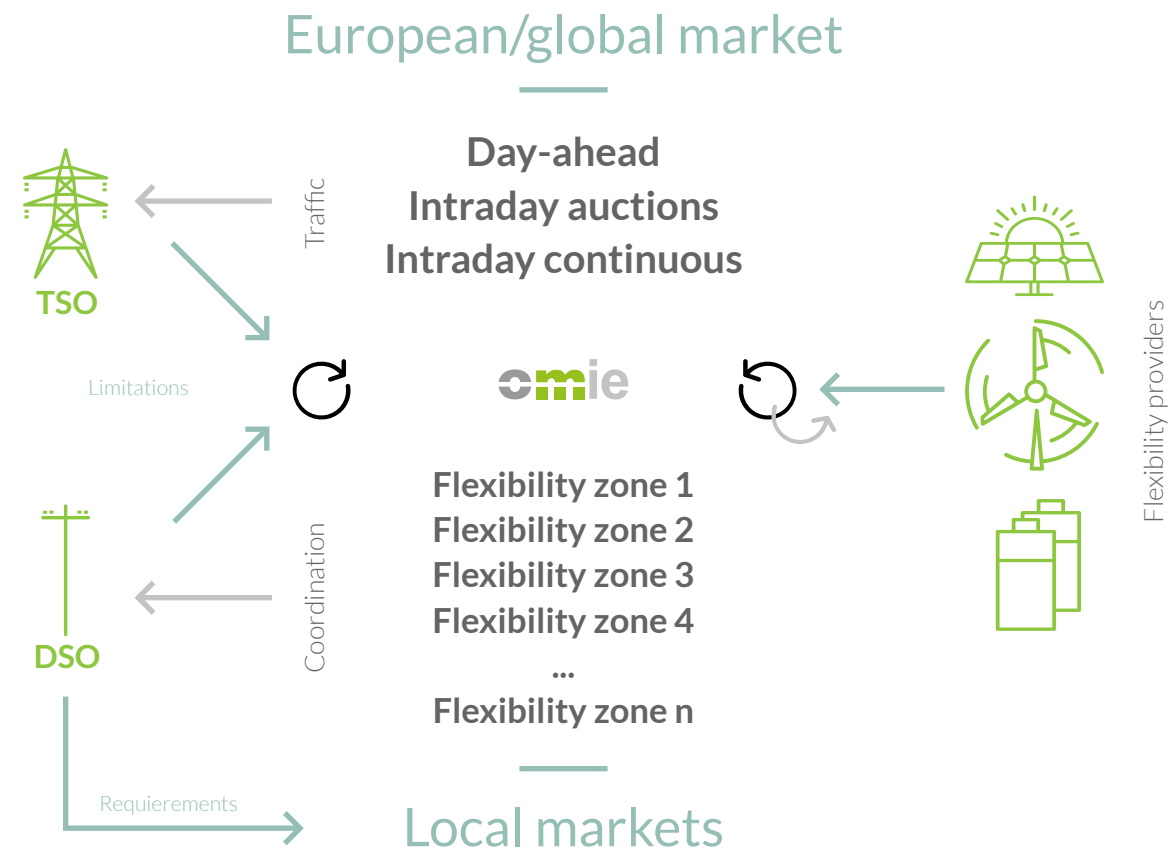 European/global market
Day-ahead
Intraday auctions
Intraday continuous
Traffic
TSO
Limitations
omie
Flexibility providers
Flexibility zone 1
Flexibility zone 2
Flexibility zone 3
Flexibility zone 4
...
Flexibility zone n
Coordination
DSO
Requierements
Local markets